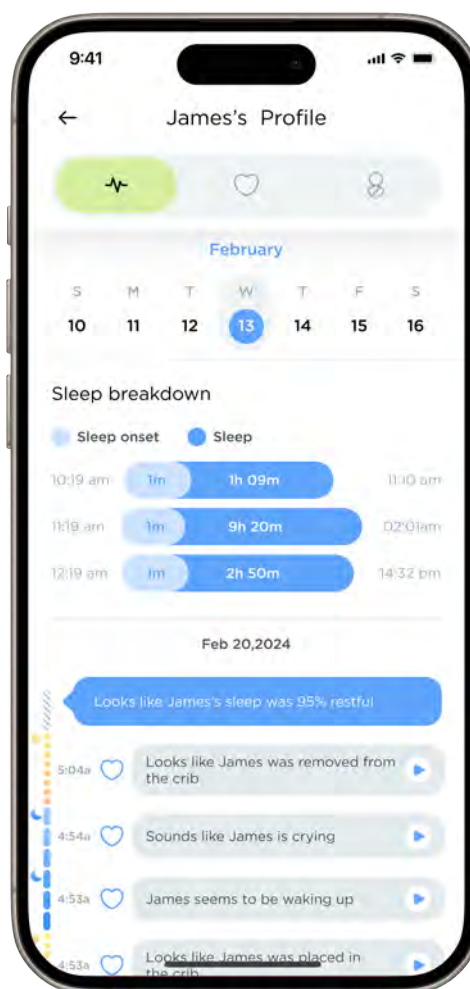 9:41
James's Profile
February
S M T W T F S
10 11 12 13 14 15 16
Sleep breakdown
Sleep onset Sleep
10:19 am 1m 1h 09m 11:10 am
11:19 am 1m 9h 20m 02:01am
12:19 am 1m 2h 50m 14:32 pm
Feb 20,2024
Looks like James's sleep was 95% restful
5:04a Looks like James was removed from
the crib
4:54a Sounds like James is crying
4:53a James seems to be waking up
4:53a Looks like James was placed in
the crib